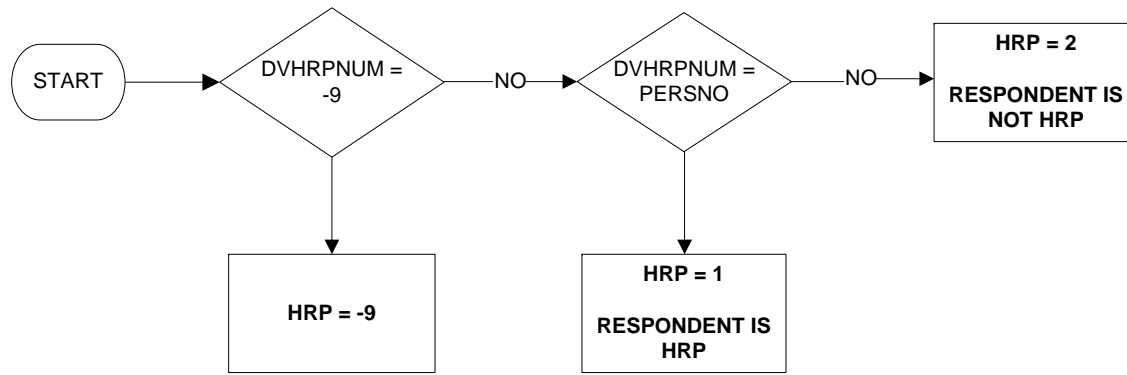 START
DVHRPNUM =
-9
NO
DVHRPNUM =
PERSNO
NO
HRP = 2
RESPONDENT IS
NOT HRP
HRP = -9
HRP = 1
RESPONDENT IS
HRP